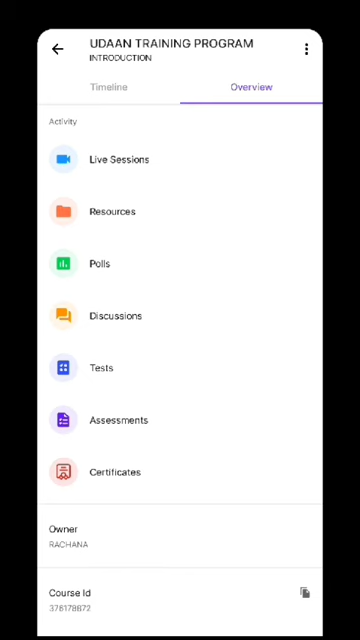 UDAAN TRAINING PROGRAM
INTRODUCTION
Timeline
Overview
Activity
Live Sessions
Resources
Polls
Discussions
Tests
Assessments
Certificates
Owner
RACHANA
Course Id
376178872